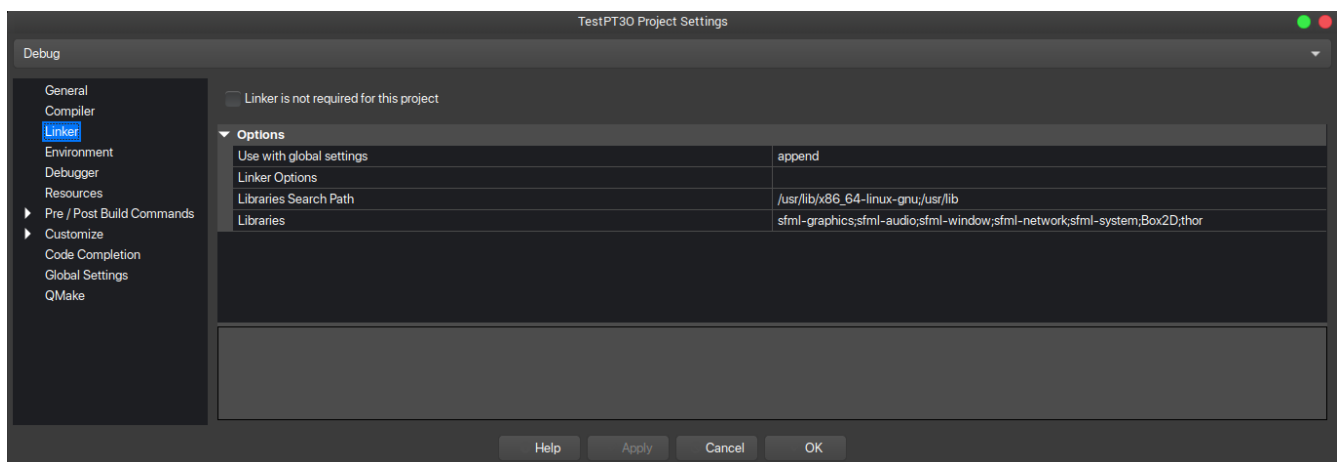 TestPT3O Project Settings
Debug
General
Compiler
Linker
Environment
Debugger
Resources
Pre / Post Build Commands
Customize
Code Completion
Global Settings
QMake
Linker is not required for this project
Options
Use with global settings append
Linker Options
Libraries Search Path /usr/lib/x86_64-linux-gnu;/usr/lib
Libraries sfml-graphics;sfml-audio;sfml-window;sfml-network;sfml-system;Box2D;thor
Help Apply Cancel OK